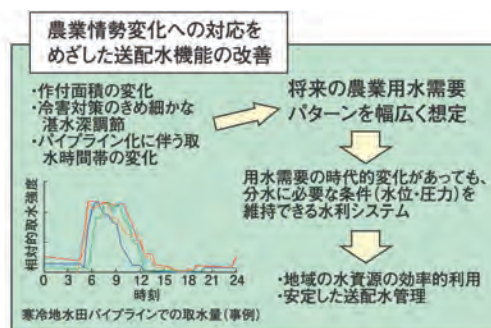 農業情勢変化への対応を
めざした送配水機能の改善
・作付面積の変化
・冷害対策のきめ細かな
湛水深調節
・パイプライン化に伴う取
水時間帯の変化
将来の農業用水需要
パターンを幅広く想定
用水需要の時代的変化があっても、
分水に必要な条件(水位・圧力)を
維持できる水利システム
・地域の水資源の効率的利用
・安定した送配水管理
相対的取水強度
0 3 6 9 12 15 18 21 24
時刻
寒冷地水田パイプラインでの取水量(事例)